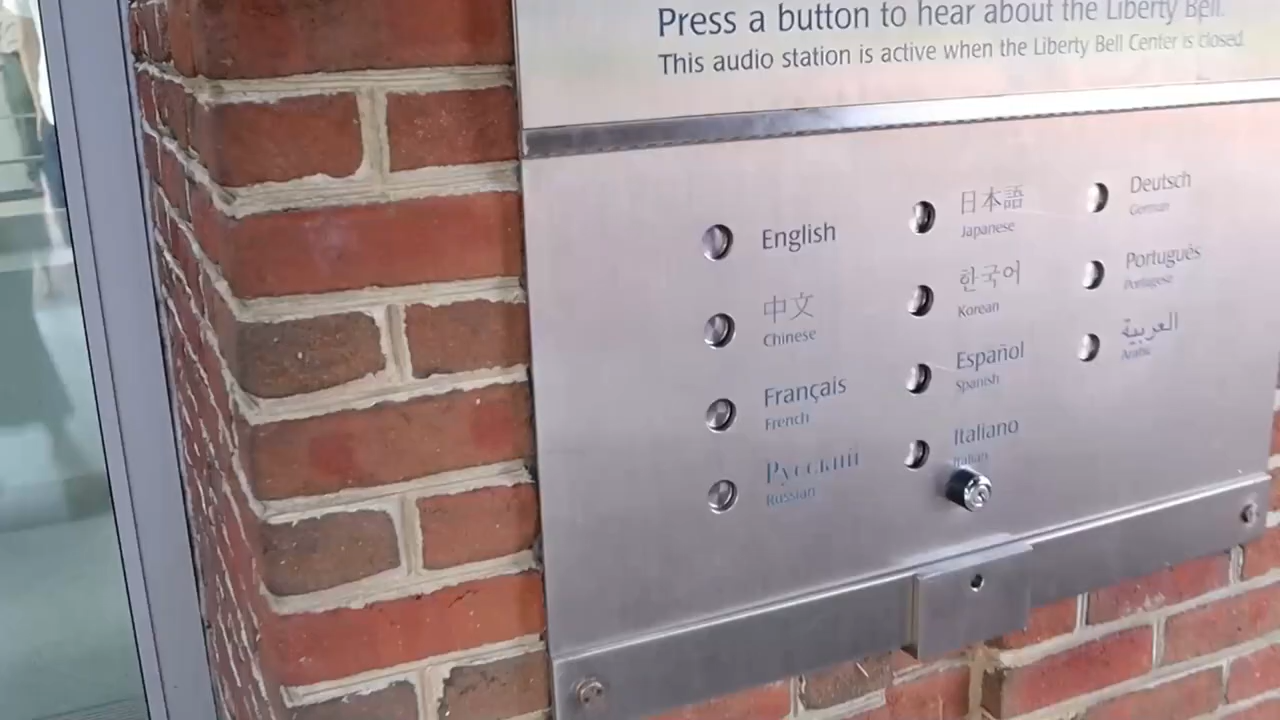 Press a button to hear about the Liberty Bell.
This audio station is active when the Liberty Bell Center is closed.
English
中文
Chinese
Français
French
Русский
Russian
日本語
Japanese
한국어
Korean
Español
Spanish
Italiano
Italian
Deutsch
German
Português
Portugese
العربية
Arabic